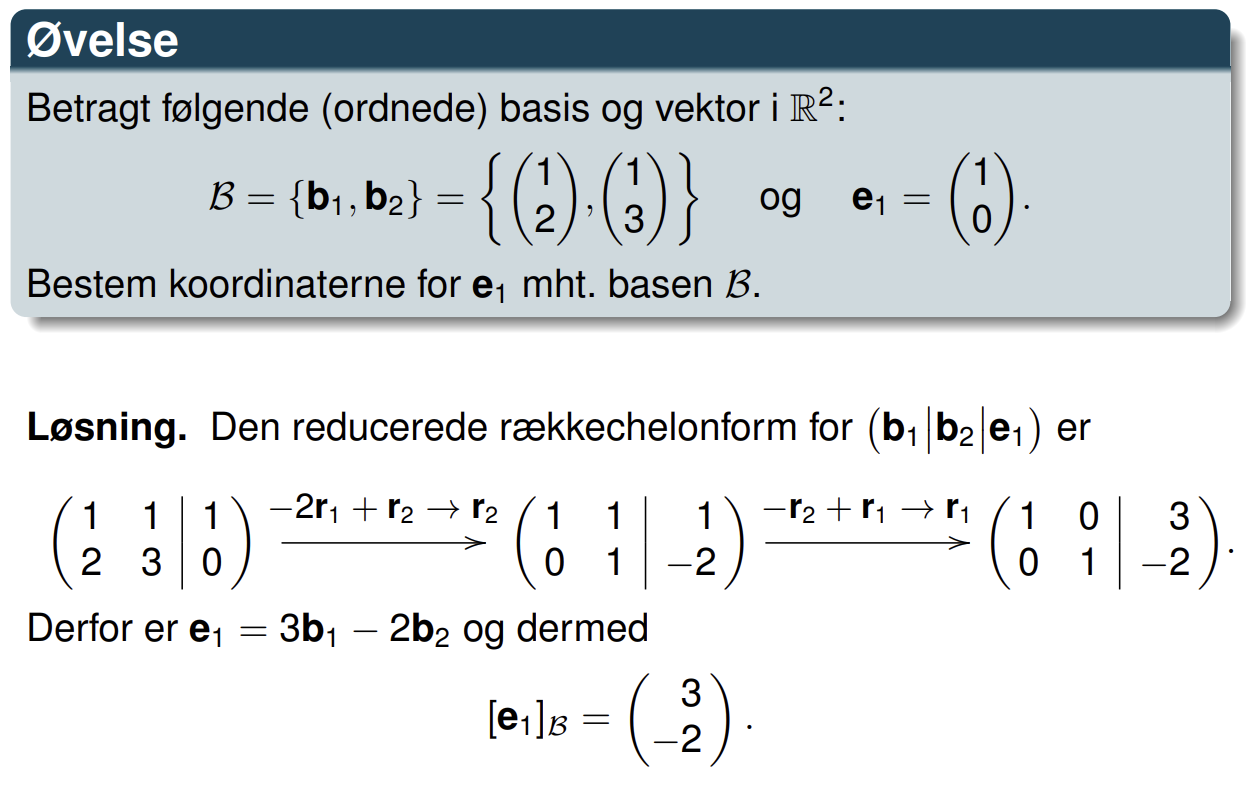 Øvelse
Betragt følgende (ordnede) basis og vektor i ℝ²:
ℬ = {b₁, b₂} = { (1 2), (1 3) } og e₁ = (1 0).
Bestem koordinaterne for e₁ mht. basen ℬ.
Løsning. Den reducerede rækkechelonform for (b₁|b₂|e₁) er
(1 1 | 1 ; 2 3 | 0) −2r₁ + r₂ → r₂ (1 1 | 1 ; 0 1 | −2) −r₂ + r₁ → r₁ (1 0 | 3 ; 0 1 | −2).
Derfor er e₁ = 3b₁ − 2b₂ og dermed
[e₁]ℬ = (3 −2).